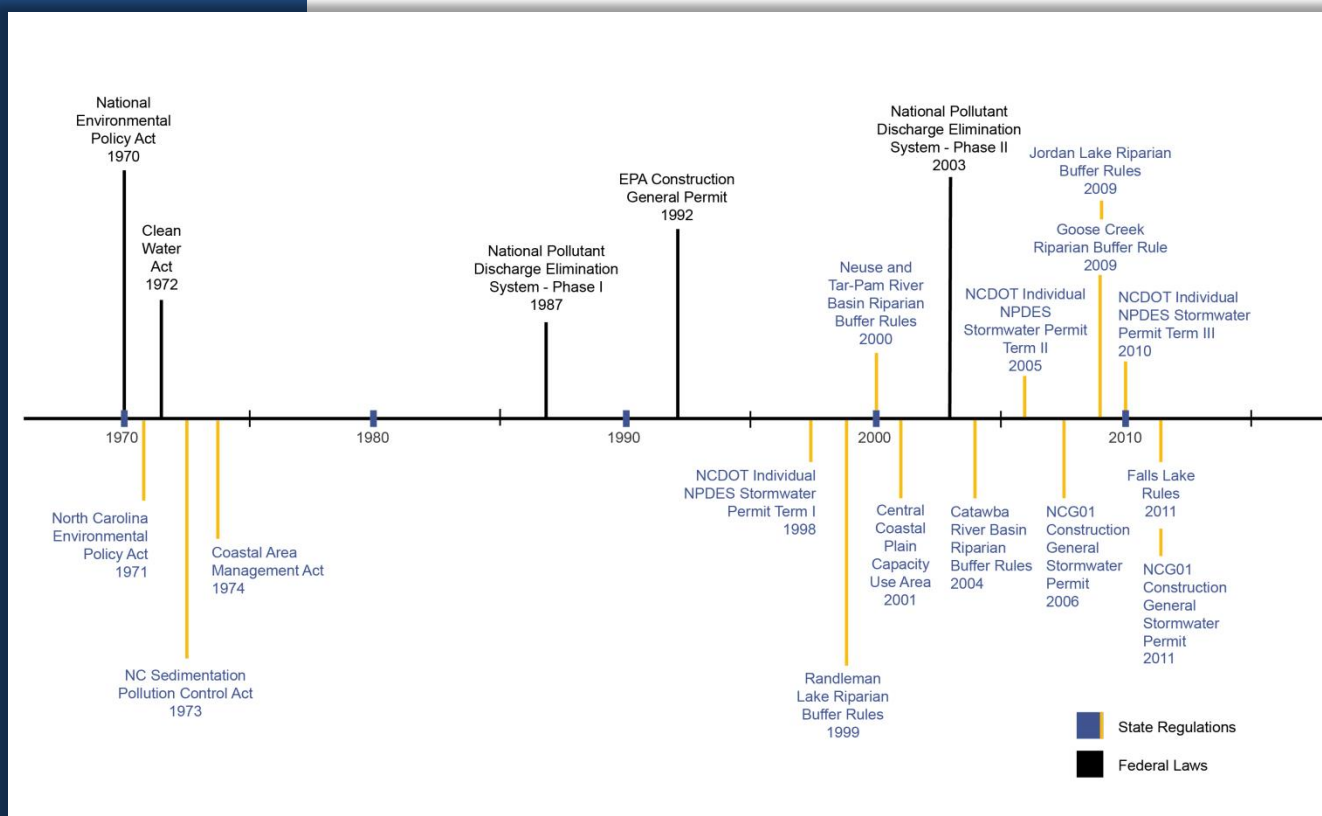 National
Environmental
Policy Act
1970
Clean
Water
Act
1972
National Pollutant
Discharge Elimination
System - Phase I
1987
EPA Construction
General Permit
1992
Neuse and
Tar-Pam River
Basin Riparian
Buffer Rules
2000
National Pollutant
Discharge Elimination
System - Phase II
2003
NCDOT Individual
NPDES
Stormwater Permit
Term II
2005
Jordan Lake Riparian
Buffer Rules
2009
Goose Creek
Riparian Buffer Rule
2009
NCDOT Individual
NPDES Stormwater
Permit Term III
2010
1970
1980
1990
2000
2010
North Carolina
Environmental
Policy Act
1971
NC Sedimentation
Pollution Control Act
1973
Coastal Area
Management Act
1974
NCDOT Individual
NPDES Stormwater
Permit Term I
1998
Randleman
Lake Riparian
Buffer Rules
1999
Central
Coastal
Plain
Capacity
Use Area
2001
Catawba
River Basin
Riparian
Buffer Rules
2004
NCG01
Construction
General
Stormwater
Permit
2006
Falls Lake
Rules
2011
NCG01
Construction
General
Stormwater
Permit
2011
State Regulations
Federal Laws